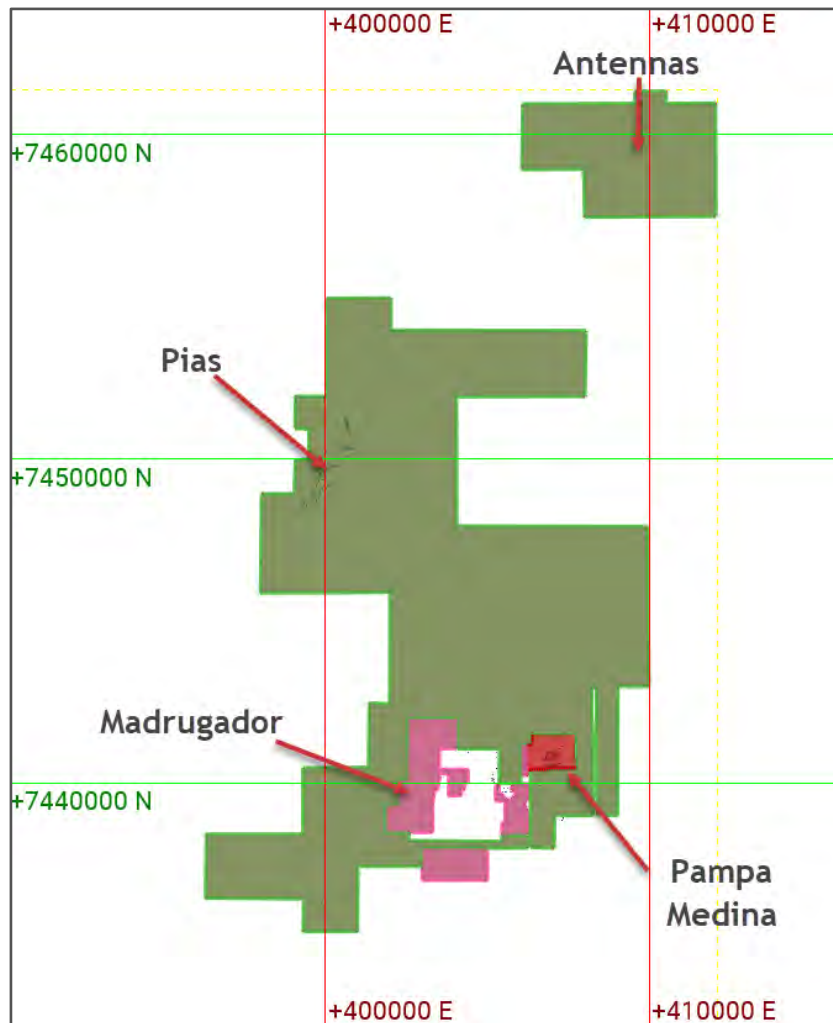 +400000 E
+410000 E
Antennas
+7460000 N
Pias
+7450000 N
Madrugador
+7440000 N
Pampa
Medina
+400000 E
+410000 E